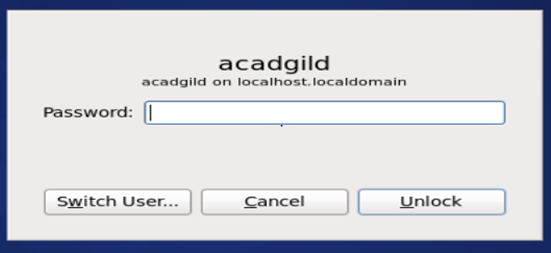 acadgild
acadgild on localhost.localdomain
Password:
Switch User... Cancel Unlock